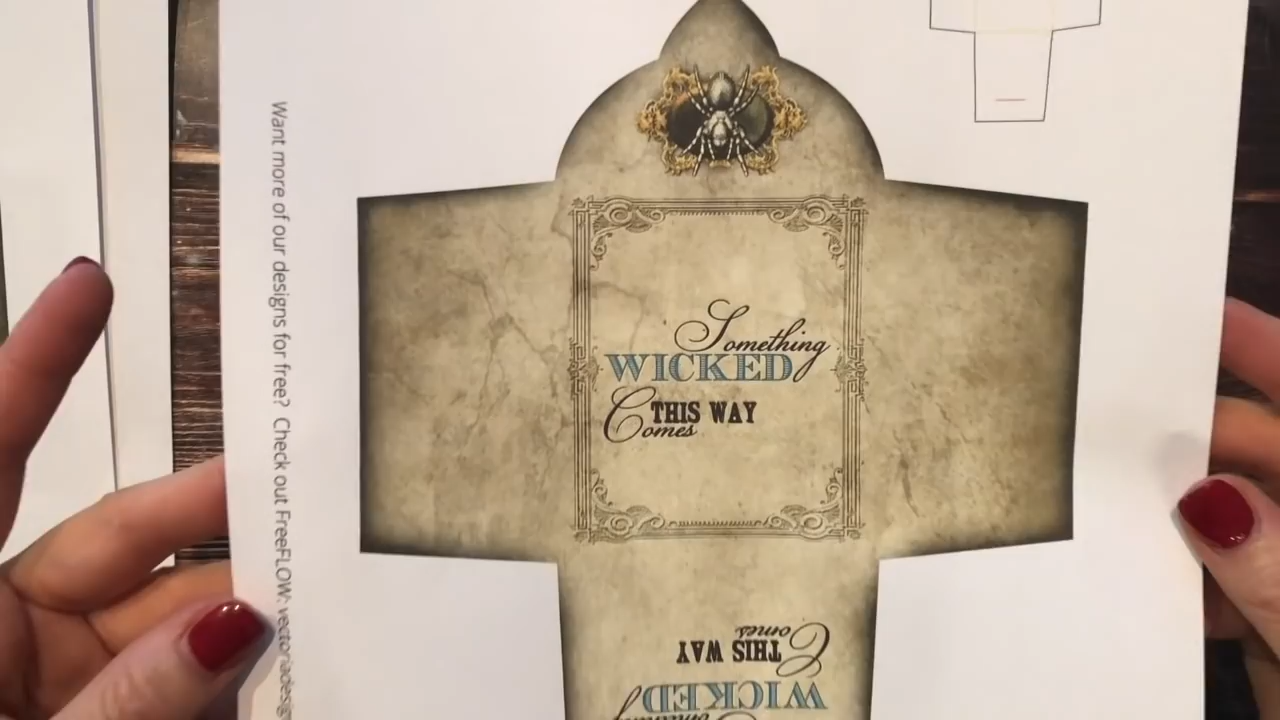 Want more of our designs for free? Check out FreeFLOW: vectoriadesign
Something
WICKED
THIS WAY
Comes
Comes
THIS WAY
WICKED
Something